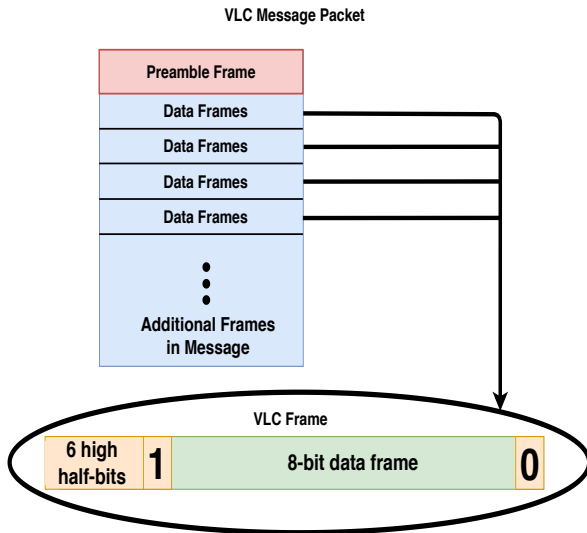 VLC Message Packet
Preamble Frame
Data Frames
Data Frames
Data Frames
Data Frames
Additional Frames
in Message
VLC Frame
6 high
half-bits
1
8-bit data frame
0